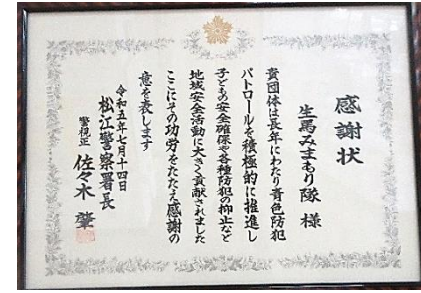 感謝状
生馬みまもり隊 様
貴団体は長年にわたり青色防犯
パトロールを積極的に推進し
子どもの安全確保や各種防犯の抑止など
地域安全活動に大きく貢献されました
ここにその功労をたたえ感謝の
意を表します
令和五年七月十四日
松江警察署長
警視正 佐々木 肇